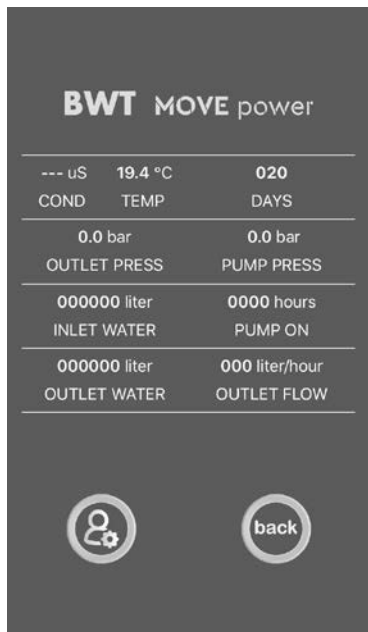 BWT MOVE power
--- uS 19.4 °C 020
COND TEMP DAYS
0.0 bar 0.0 bar
OUTLET PRESS PUMP PRESS
000000 liter 0000 hours
INLET WATER PUMP ON
000000 liter 000 liter/hour
OUTLET WATER OUTLET FLOW
back